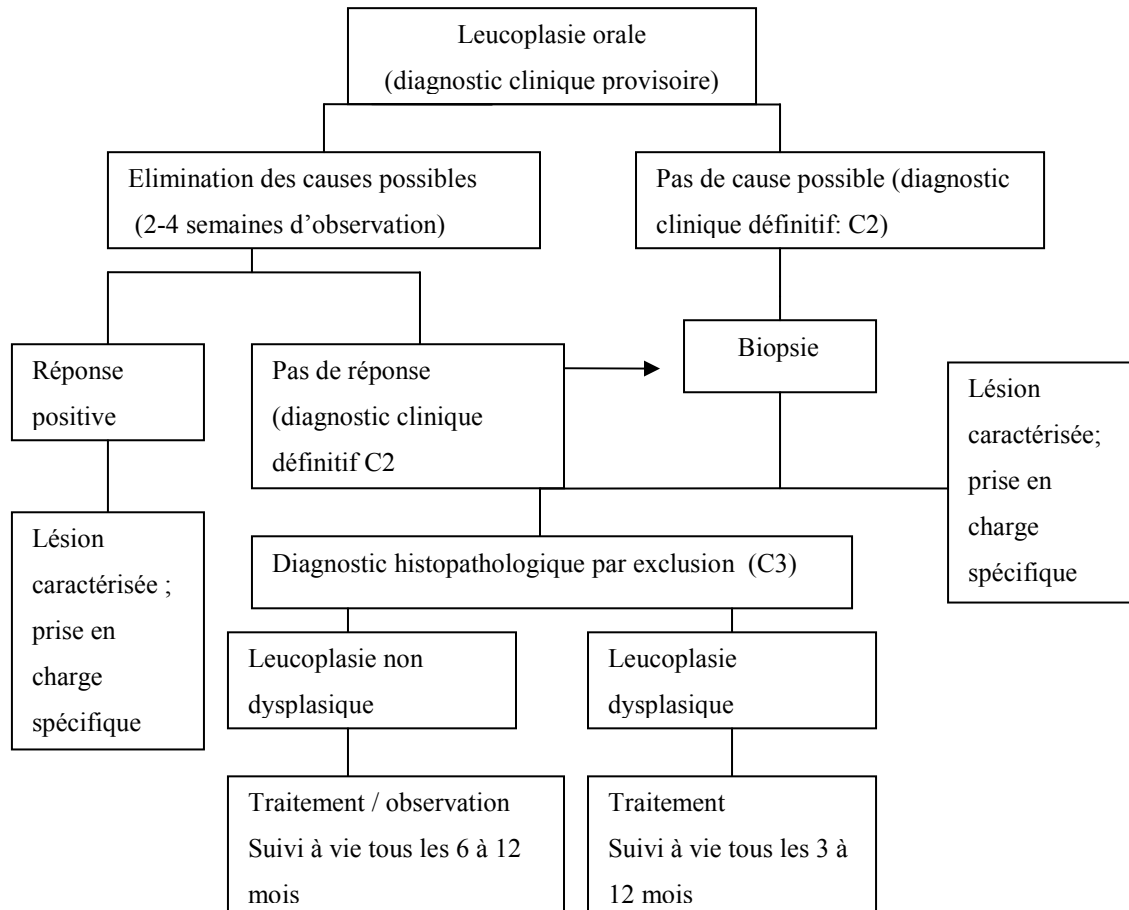 Leucoplasie orale
(diagnostic clinique provisoire)
Elimination des causes possibles
(2-4 semaines d’observation)
Pas de cause possible (diagnostic
clinique définitif: C2)
Réponse
positive
Pas de réponse
(diagnostic clinique
définitif C2
Biopsie
Lésion
caractérisée;
prise en
charge
spécifique
Lésion
caractérisée ;
prise en
charge
spécifique
Diagnostic histopathologique par exclusion (C3)
Leucoplasie non
dysplasique
Leucoplasie
dysplasique
Traitement / observation
Suivi à vie tous les 6 à 12
mois
Traitement
Suivi à vie tous les 3 à
12 mois